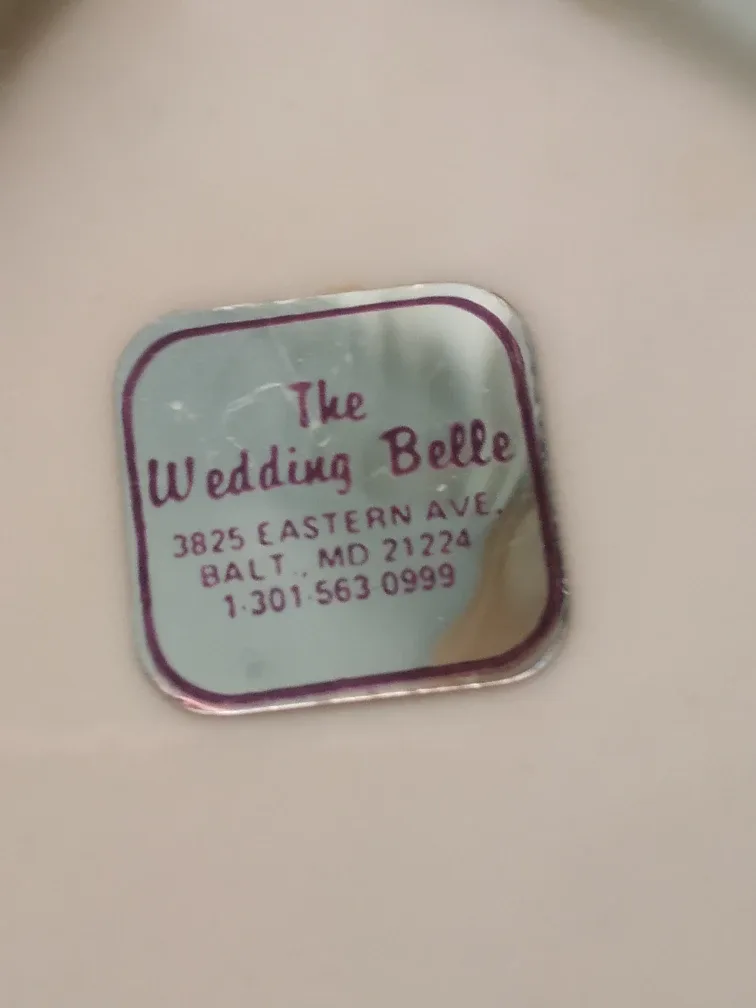 The
Wedding Belle
3825 EASTERN AVE.
BALT., MD 21224
1-301-563-0999